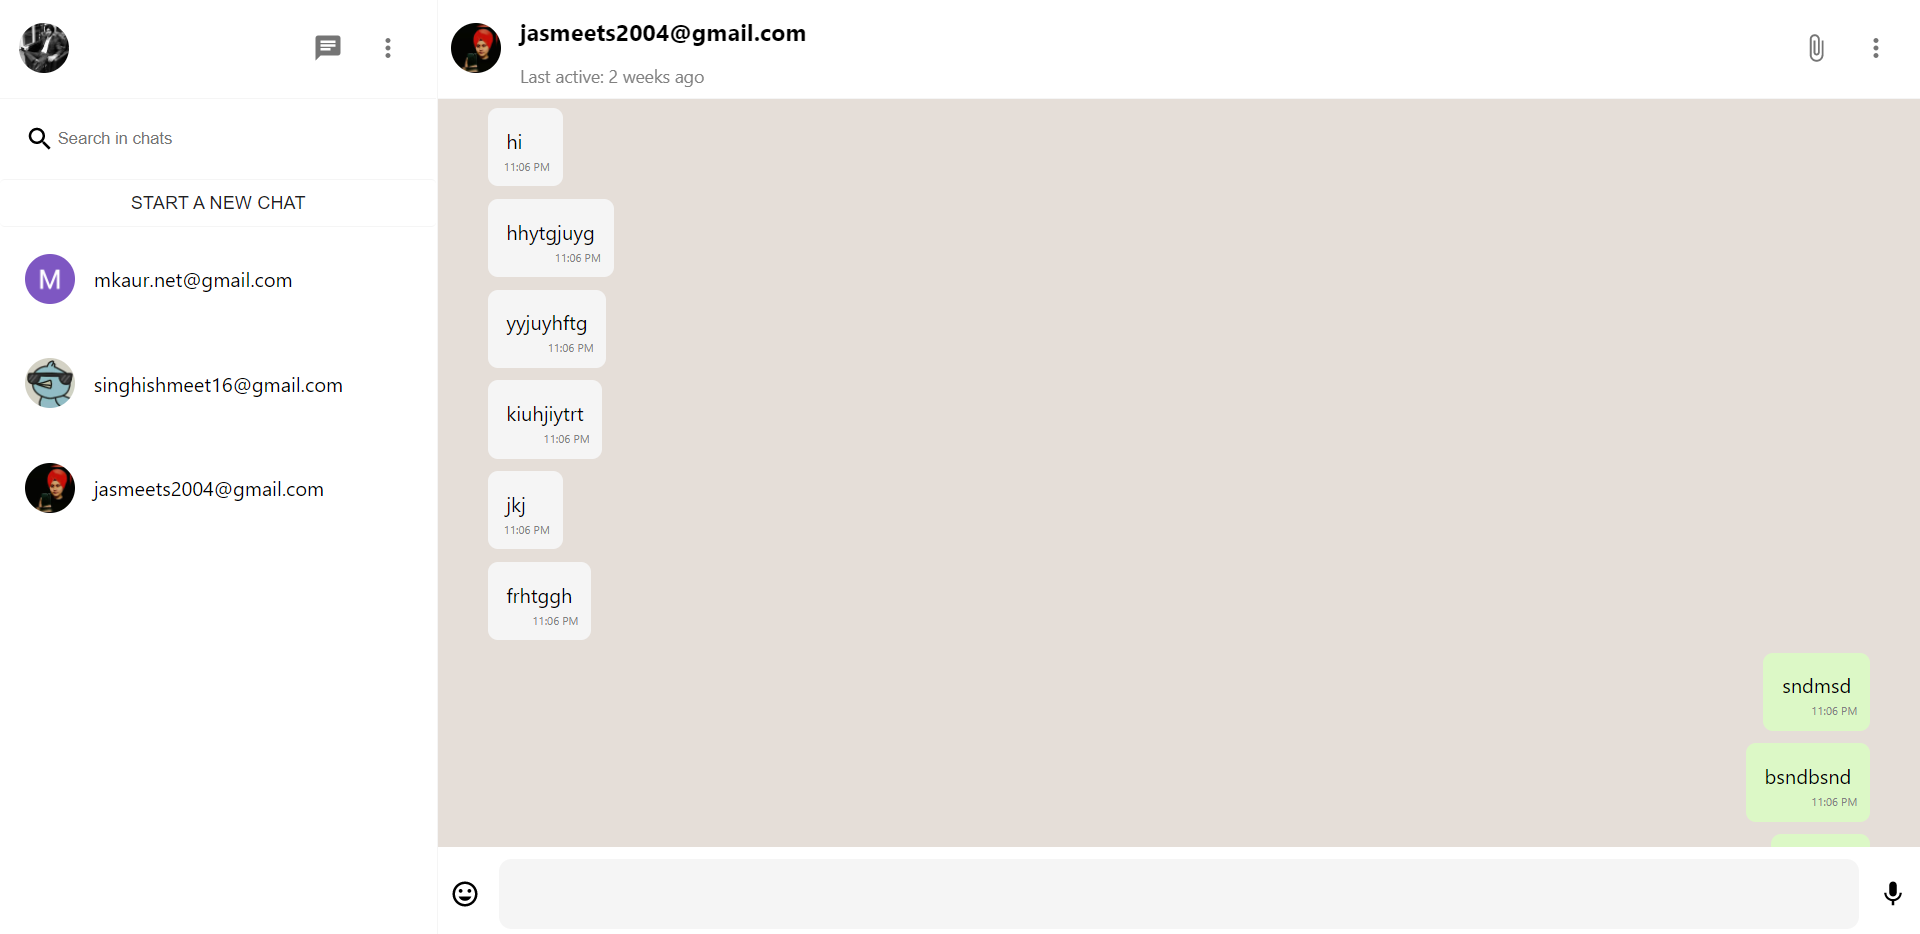 Search in chats
START A NEW CHAT
M
mkaur.net@gmail.com
singhishmeet16@gmail.com
jasmeets2004@gmail.com
jasmeets2004@gmail.com
Last active: 2 weeks ago
hi
11:06 PM
hhytgjuyg
11:06 PM
yyjuyhftg
11:06 PM
kiuhjiytrt
11:06 PM
jkj
11:06 PM
frhtggh
11:06 PM
sndmsd
11:06 PM
bsndbsnd
11:06 PM